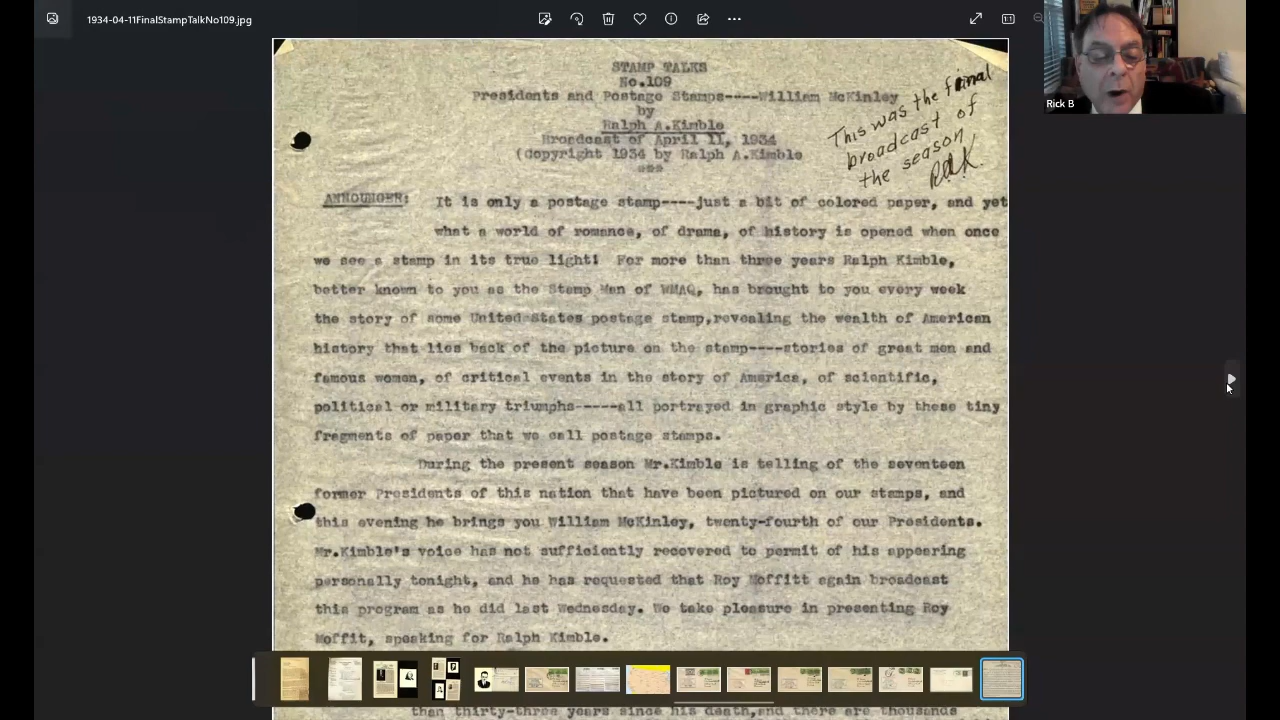 1934-04-11FinalStampTalkNo109.jpg
Rick B
STAMP TALKS
No.109
Presidents and Postage Stamps----William McKinley
by
Ralph A.Kimble
Broadcast of April 11, 1934
(Copyright 1934 by Ralph A.Kimble
***
This was the final
broadcast of
the season
RAK.
ANNOUNCER: It is only a postage stamp----just a bit of colored paper, and yet
what a world of romance, of drama, of history is opened when once
we see a stamp in its true light! For more than three years Ralph Kimble,
better known to you as the Stamp Man of WMAQ, has brought to you every week
the story of some United States postage stamp,revealing the wealth of American
history that lies back of the picture on the stamp----stories of great men and
famous women, of critical events in the story of America, of scientific,
political or military triumphs-----all portrayed in graphic style by these tiny
fragments of paper that we call postage stamps.
During the present season Mr.Kimble is telling of the seventeen
former Presidents of this nation that have been pictured on our stamps, and
this evening he brings you William McKinley, twenty-fourth of our Presidents.
Mr.Kimble's voice has not sufficiently recovered to permit of his appearing
personally tonight, and he has requested that Roy Moffitt again broadcast
this program as he did last Wednesday. We take pleasure in presenting Roy
Moffit, speaking for Ralph Kimble.
than thirty-three years since his death,and there are thousands